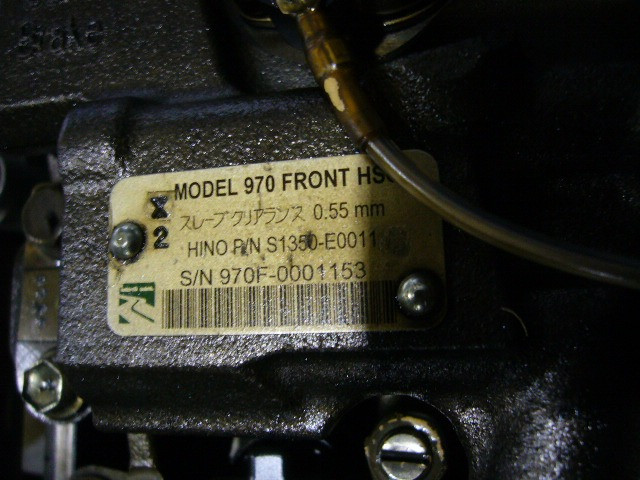 Brake
MODEL 970 FRONT
スレーブクリアランス 0.55 mm
2
HINO P/N S1350-E0011
S/N 970F-0001153